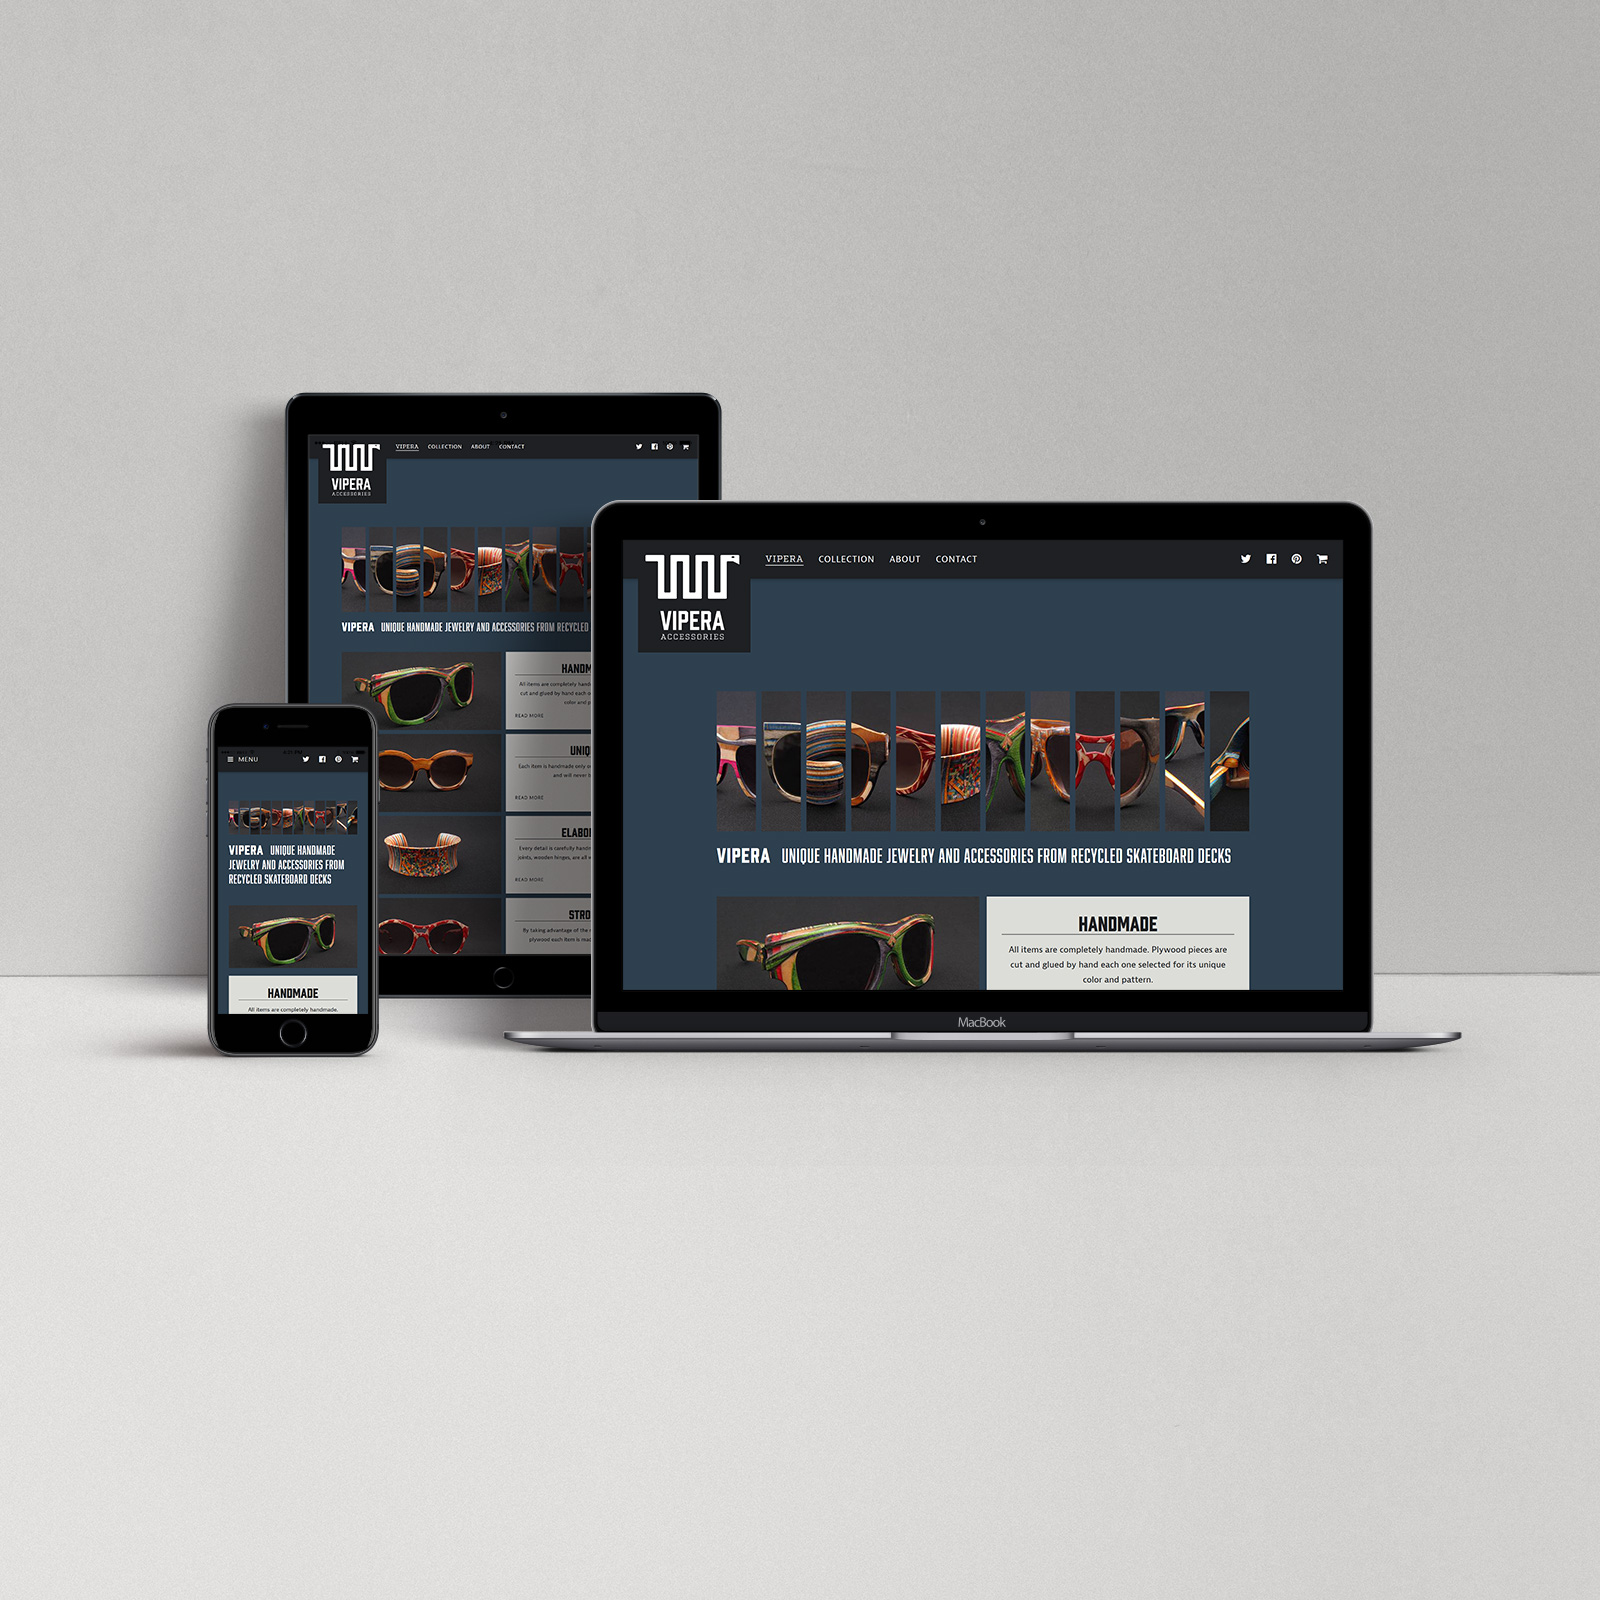 VIPERA COLLECTION ABOUT CONTACT
VIPERA
ACCESSORIES
VIPERA UNIQUE HANDMADE JEWELRY AND ACCESSORIES FROM RECYCLED
HANDM
All items are completely handm
cut and glued by hand each o
color and p
READ MORE
UNIQ
Each item is handmade only o
and will never b
READ MORE
ELABO
Every detail is carefully handm
joints, wooden hinges, are all
READ MORE
STRO
By taking advantage of the
plywood each item is mad
MENU
VIPERA UNIQUE HANDMADE
JEWELRY AND ACCESSORIES FROM
RECYCLED SKATEBOARD DECKS
HANDMADE
All items are completely handmade.
VIPERA COLLECTION ABOUT CONTACT
VIPERA
ACCESSORIES
VIPERA UNIQUE HANDMADE JEWELRY AND ACCESSORIES FROM RECYCLED SKATEBOARD DECKS
HANDMADE
All items are completely handmade. Plywood pieces are
cut and glued by hand each one selected for its unique
color and pattern.
MacBook